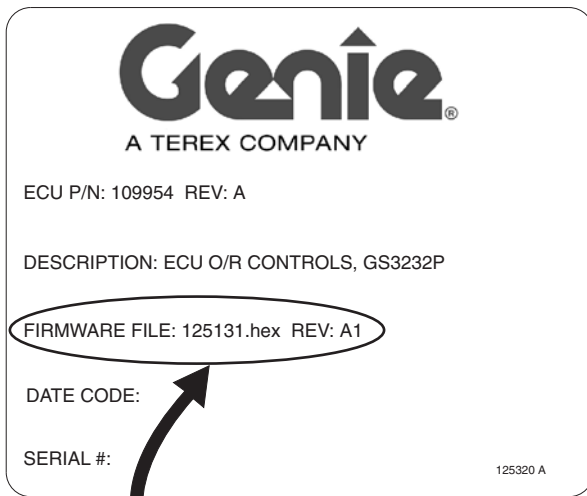 Genie®
A TEREX COMPANY
ECU P/N: 109954 REV: A
DESCRIPTION: ECU O/R CONTROLS, GS3232P
FIRMWARE FILE: 125131.hex REV: A1
DATE CODE:
SERIAL #:
125320 A